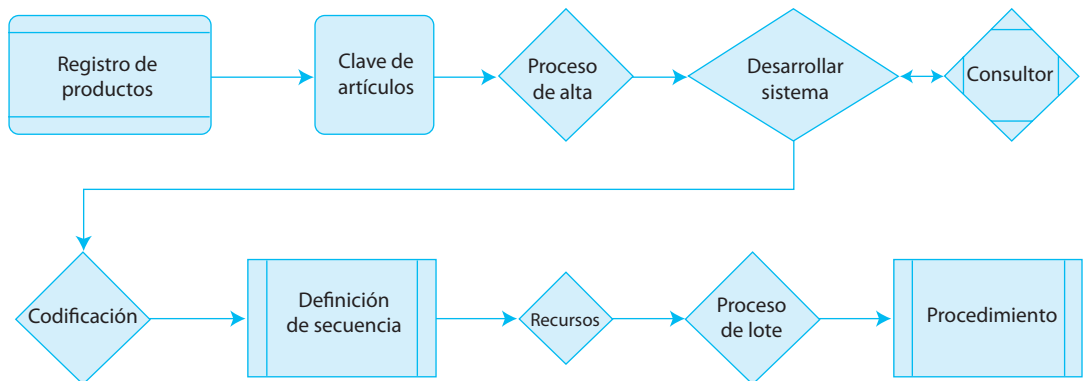 Registro de
productos
Clave de
artículos
Proceso
de alta
Desarrollar
sistema
Consultor
Codificación
Definición
de secuencia
Recursos
Proceso
de lote
Procedimiento